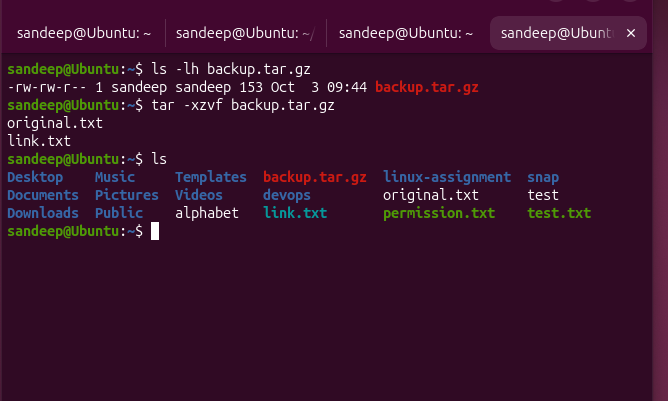 sandeep@Ubuntu: ~ sandeep@Ubuntu: ~/ sandeep@Ubuntu: ~ sandeep@Ubuntu ×
sandeep@Ubuntu:~$ ls -lh backup.tar.gz
-rw-rw-r-- 1 sandeep sandeep 153 Oct  3 09:44 backup.tar.gz
sandeep@Ubuntu:~$ tar -xzvf backup.tar.gz
original.txt
link.txt
sandeep@Ubuntu:~$ ls
Desktop    Music     Templates  backup.tar.gz  linux-assignment  snap
Documents  Pictures  Videos     devops         original.txt      test
Downloads  Public    alphabet   link.txt       permission.txt    test.txt
sandeep@Ubuntu:~$